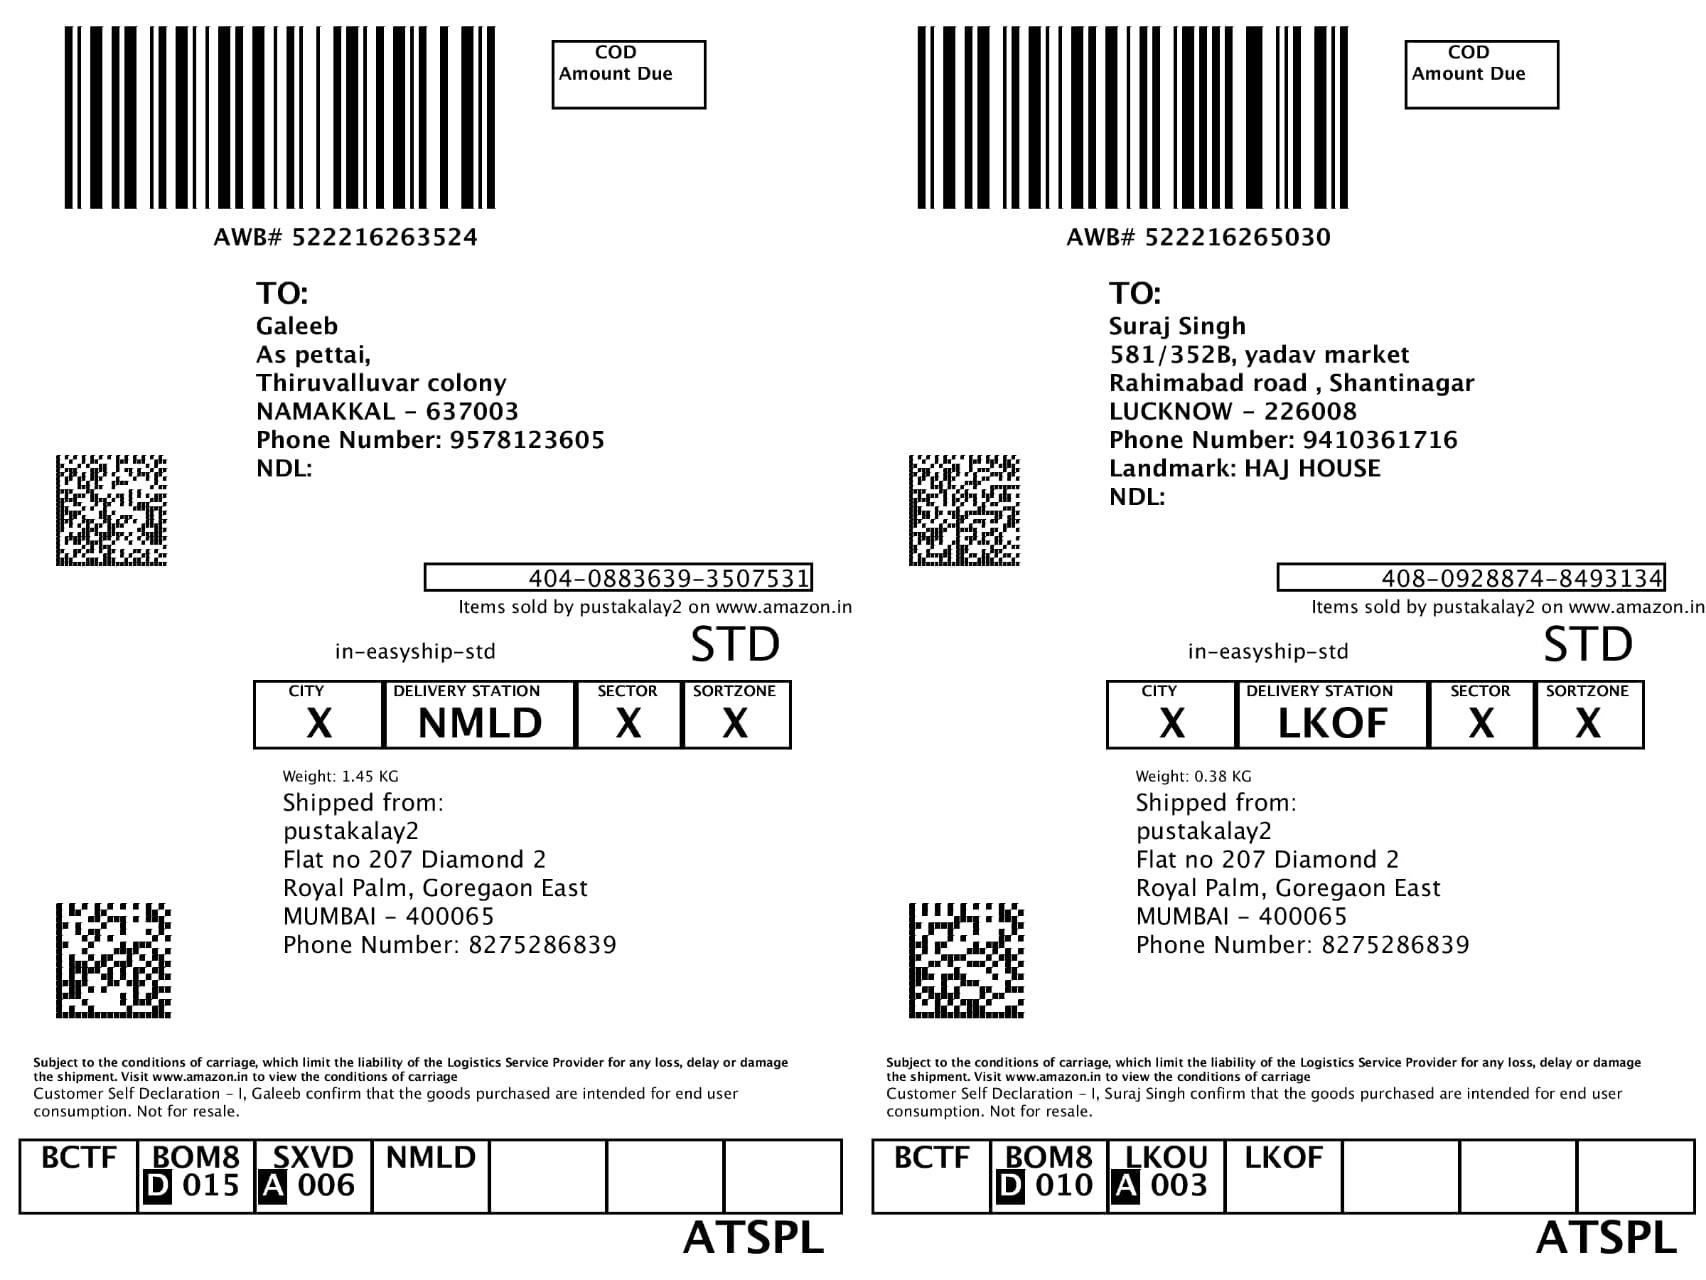 COD
Amount Due
AWB# 522216263524
TO:
Galeeb
As pettai,
Thiruvalluvar colony
NAMAKKAL – 637003
Phone Number: 9578123605
NDL:
404–0883639–3507531
Items sold by pustakalay2 on www.amazon.in
in–easyship–std
STD
CITY DELIVERY STATION SECTOR SORTZONE
X NMLD X X
Weight: 1.45 KG
Shipped from:
pustakalay2
Flat no 207 Diamond 2
Royal Palm, Goregaon East
MUMBAI – 400065
Phone Number: 8275286839
Subject to the conditions of carriage, which limit the liability of the Logistics Service Provider for any loss, delay or damage
the shipment. Visit www.amazon.in to view the conditions of carriage
Customer Self Declaration – I, Galeeb confirm that the goods purchased are intended for end user
consumption. Not for resale.
BCTF BOM8 SXVD NMLD
D 015 A 006
ATSPL
COD
Amount Due
AWB# 522216265030
TO:
Suraj Singh
581/352B, yadav market
Rahimabad road , Shantinagar
LUCKNOW – 226008
Phone Number: 9410361716
Landmark: HAJ HOUSE
NDL:
408–0928874–8493134
Items sold by pustakalay2 on www.amazon.in
in–easyship–std
STD
CITY DELIVERY STATION SECTOR SORTZONE
X LKOF X X
Weight: 0.38 KG
Shipped from:
pustakalay2
Flat no 207 Diamond 2
Royal Palm, Goregaon East
MUMBAI – 400065
Phone Number: 8275286839
Subject to the conditions of carriage, which limit the liability of the Logistics Service Provider for any loss, delay or damage
the shipment. Visit www.amazon.in to view the conditions of carriage
Customer Self Declaration – I, Suraj Singh confirm that the goods purchased are intended for end user
consumption. Not for resale.
BCTF BOM8 LKOU LKOF
D 010 A 003
ATSPL